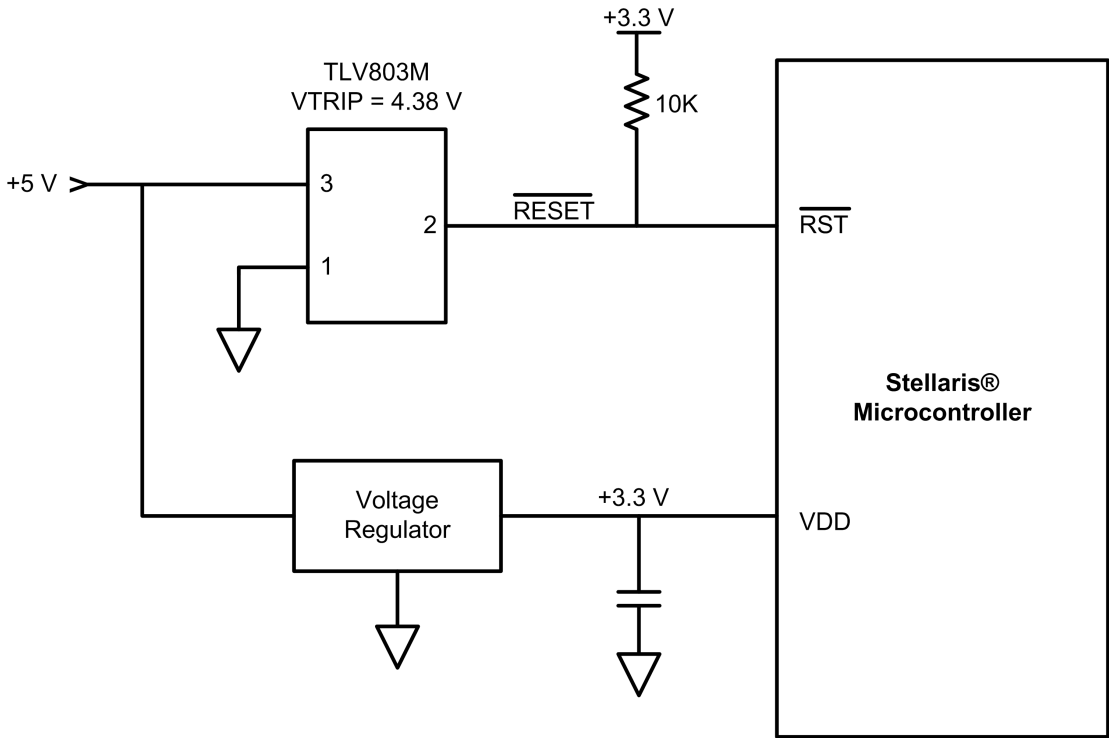 +3.3 V
TLV803M
VTRIP = 4.38 V
10K
+5 V
3
2
RESET
RST
1
Stellaris®
Microcontroller
Voltage
Regulator
+3.3 V
VDD